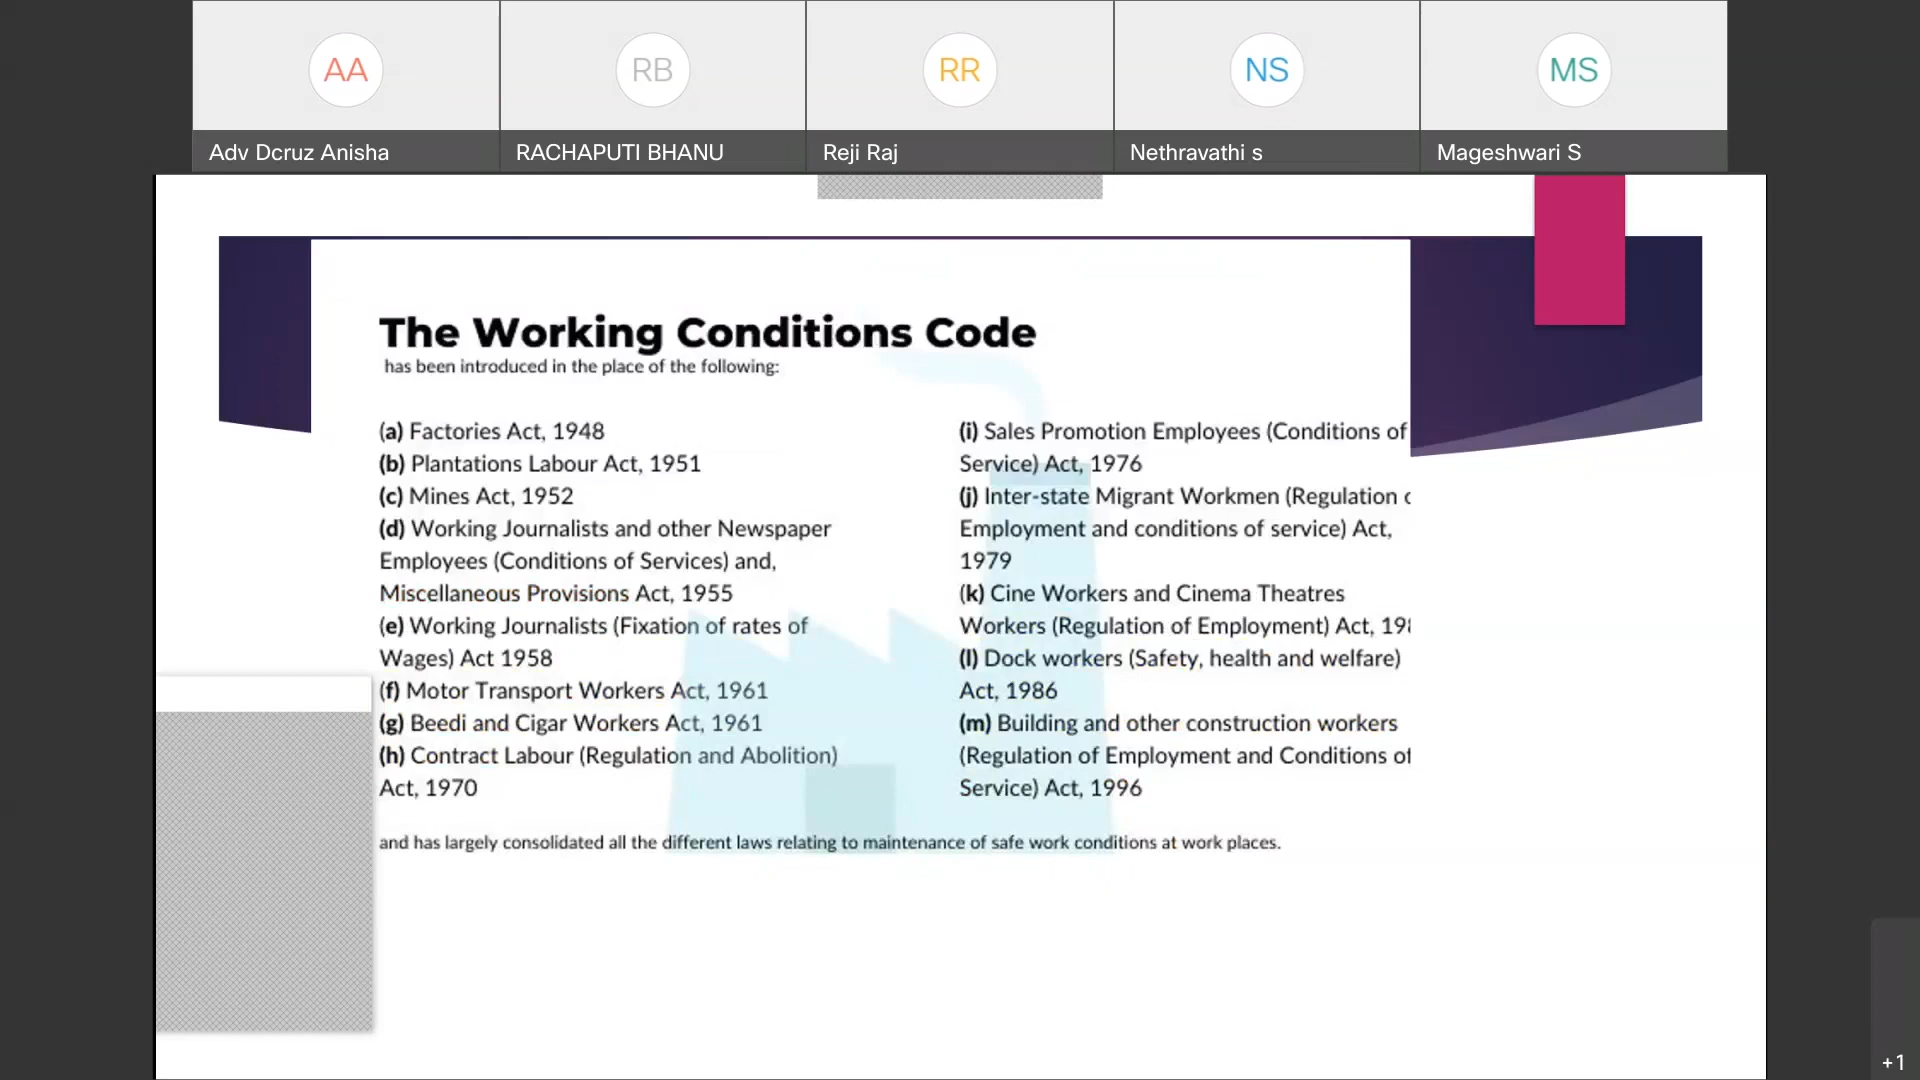 AA
RB
RR
NS
MS
Adv Dcruz Anisha
RACHAPUTI BHANU
Reji Raj
Nethravathi s
Mageshwari S
The Working Conditions Code
has been introduced in the place of the following:
(a) Factories Act, 1948
(b) Plantations Labour Act, 1951
(c) Mines Act, 1952
(d) Working Journalists and other Newspaper
Employees (Conditions of Services) and,
Miscellaneous Provisions Act, 1955
(e) Working Journalists (Fixation of rates of
Wages) Act 1958
(f) Motor Transport Workers Act, 1961
(g) Beedi and Cigar Workers Act, 1961
(h) Contract Labour (Regulation and Abolition)
Act, 1970
(i) Sales Promotion Employees (Conditions of
Service) Act, 1976
(j) Inter-state Migrant Workmen (Regulation
Employment and conditions of service) Act,
1979
(k) Cine Workers and Cinema Theatres
Workers (Regulation of Employment) Act,
(l) Dock workers (Safety, health and welfare)
Act, 1986
(m) Building and other construction workers
(Regulation of Employment and Conditions of
Service) Act, 1996
and has largely consolidated all the different laws relating to maintenance of safe work conditions at work places.
+1